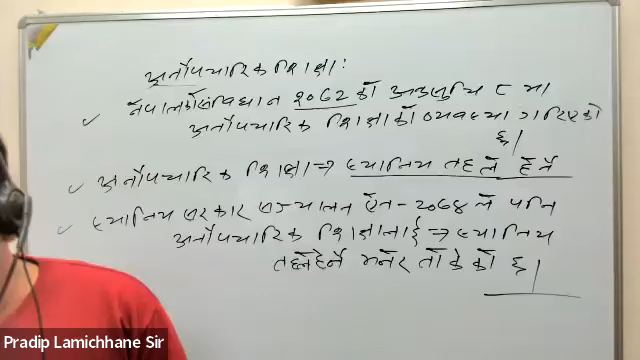 अनौपचारिक शिक्षा:
नेपालको संविधान २०७२ को अनुसूचि ८ मा
अनौपचारिक शिक्षाको व्यवस्था गरिएको
छ।
अनौपचारिक शिक्षा ⇒ स्थानिय तहले हेर्ने
स्थानिय सरकार सञ्चालन ऐन - २०७४ ले पनि
अनौपचारिक शिक्षालाई ⇒ स्थानिय
तहलेहेर्ने भनेर तोकेको छ।
Pradip Lamichhane Sir